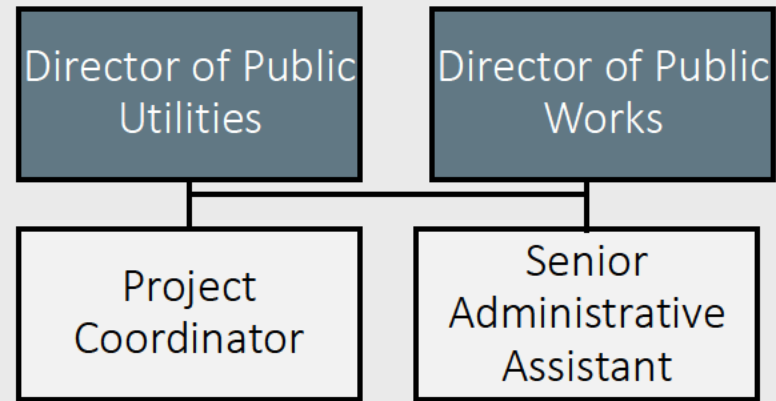 Director of Public
Utilities
Director of Public
Works
Project
Coordinator
Senior
Administrative
Assistant